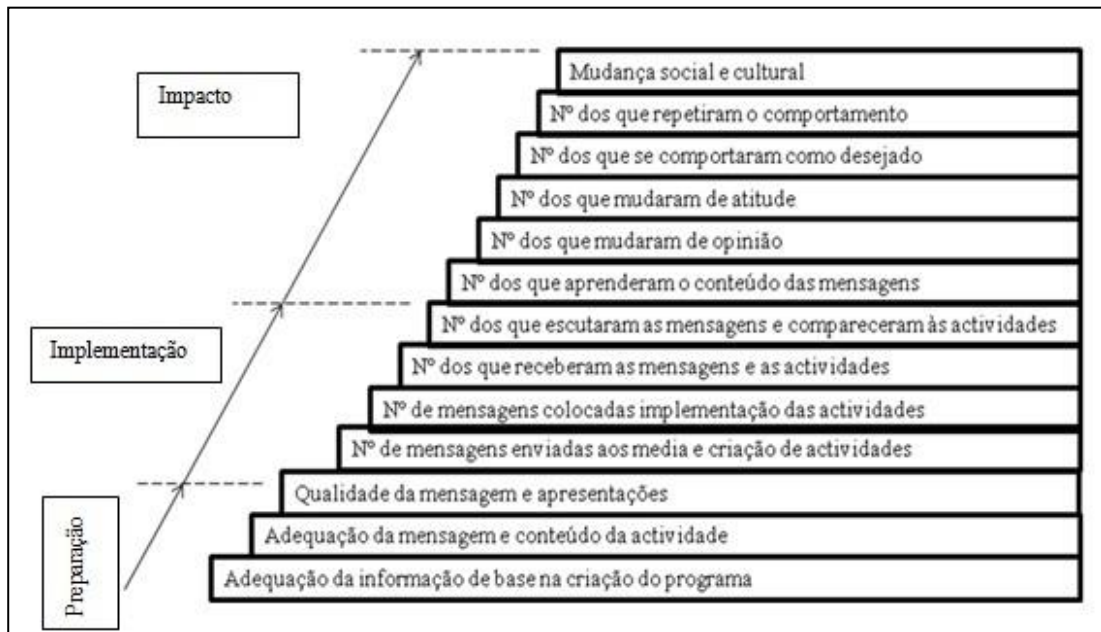 Impacto
Mudança social e cultural
Nº dos que repetiram o comportamento
Nº dos que se comportaram como desejado
Nº dos que mudaram de atitude
Nº dos que mudaram de opinião
Nº dos que aprenderam o conteúdo das mensagens
Implementação
Nº dos que escutaram as mensagens e compareceram às actividades
Nº dos que receberam as mensagens e as actividades
Nº de mensagens colocadas implementação das actividades
Nº de mensagens enviadas aos media e criação de actividades
Preparação
Qualidade da mensagem e apresentações
Adequação da mensagem e conteúdo da actividade
Adequação da informação de base na criação do programa